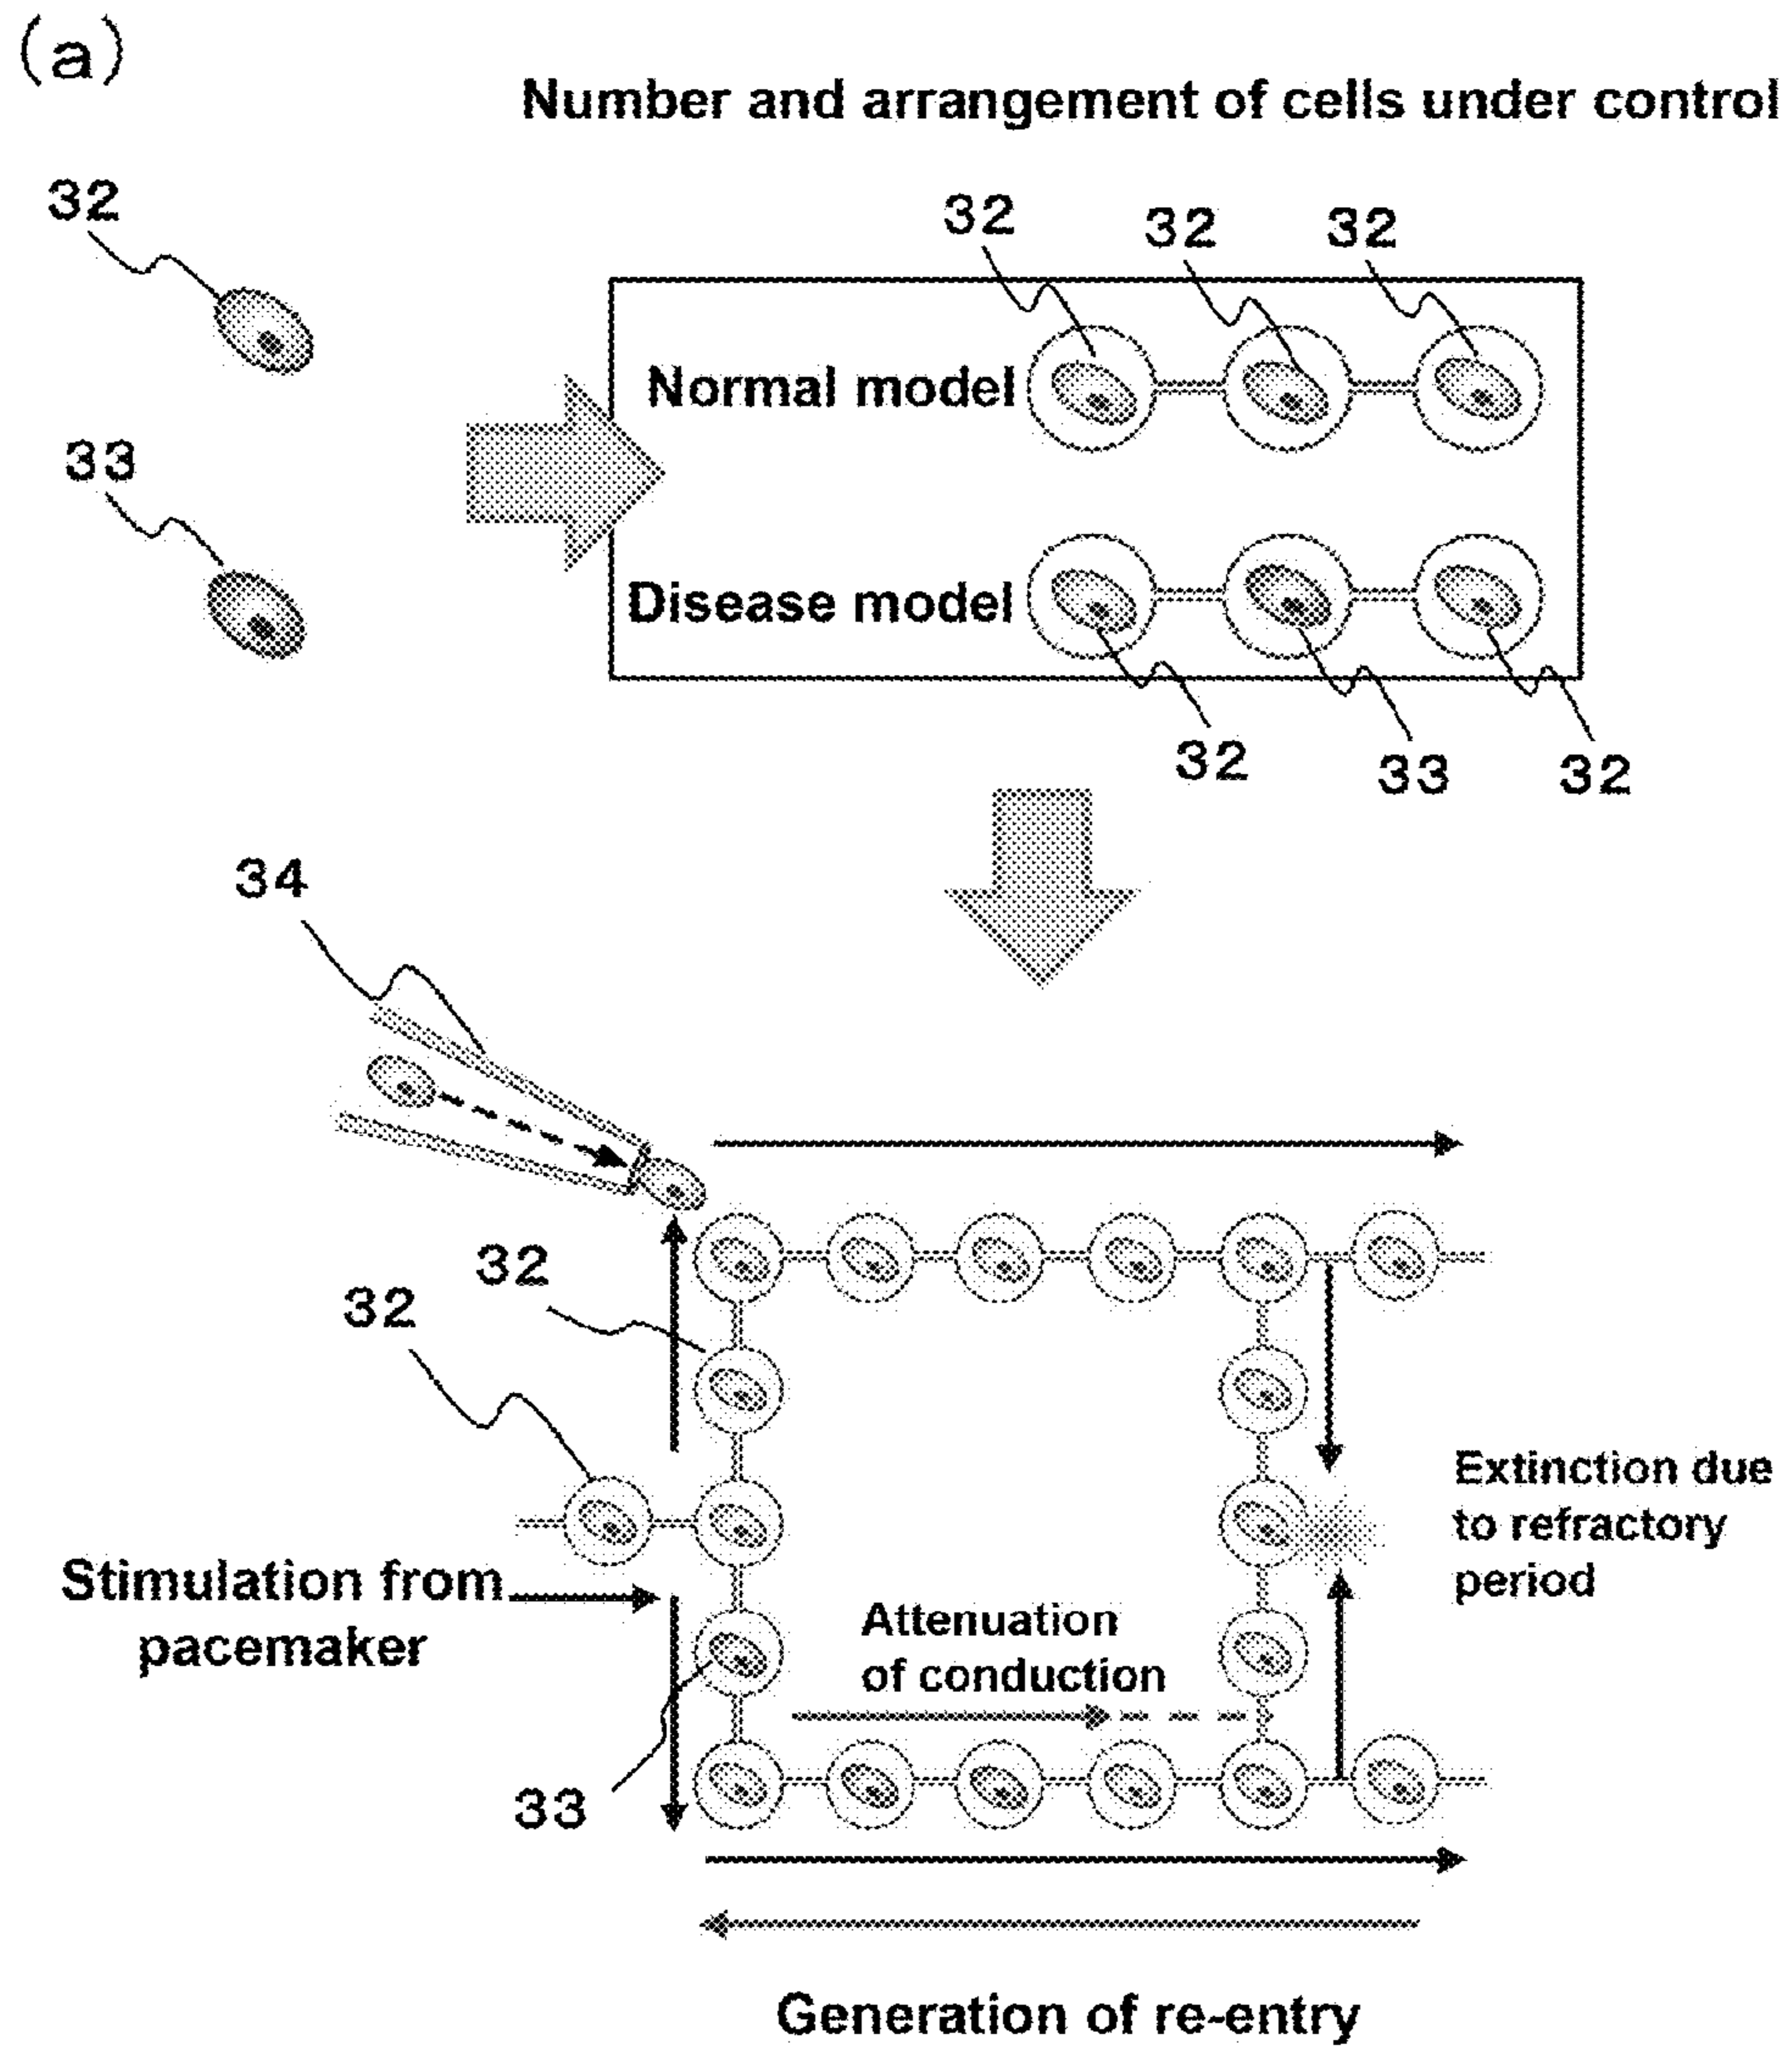 (a)
Number and arrangement of cells under control
32
32
32
32
33
Normal model
Disease model
32
33
32
34
32
32
Extinction due
to refractory
period
Stimulation from
pacemaker
Attenuation
of conduction
33
Generation of re-entry